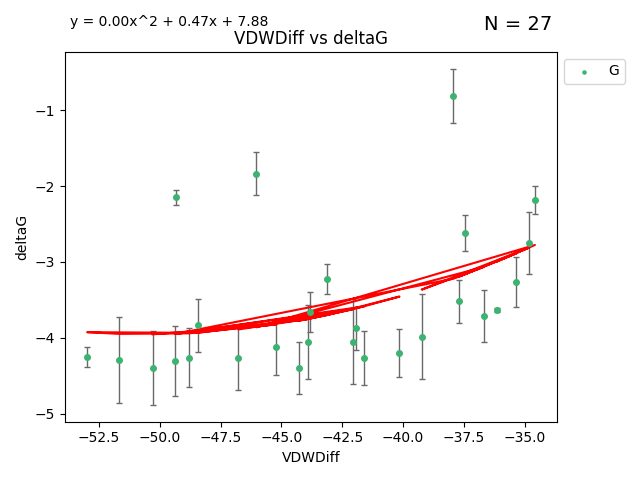 y = 0.00x^2 + 0.47x + 7.88
N = 27
VDWDiff vs deltaG
G
−1
−2
−3
−4
−5
deltaG
−52.5 −50.0 −47.5 −45.0 −42.5 −40.0 −37.5 −35.0
VDWDiff